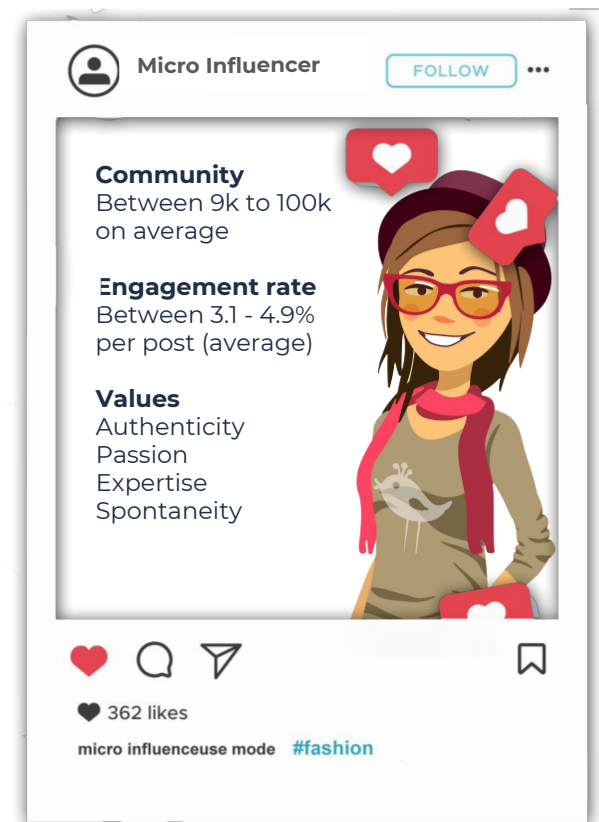 Micro Influencer
FOLLOW
Community
Between 9k to 100k
on average
Engagement rate
Between 3.1 - 4.9%
per post (average)
Values
Authenticity
Passion
Expertise
Spontaneity
362 likes
micro influenceuse mode #fashion